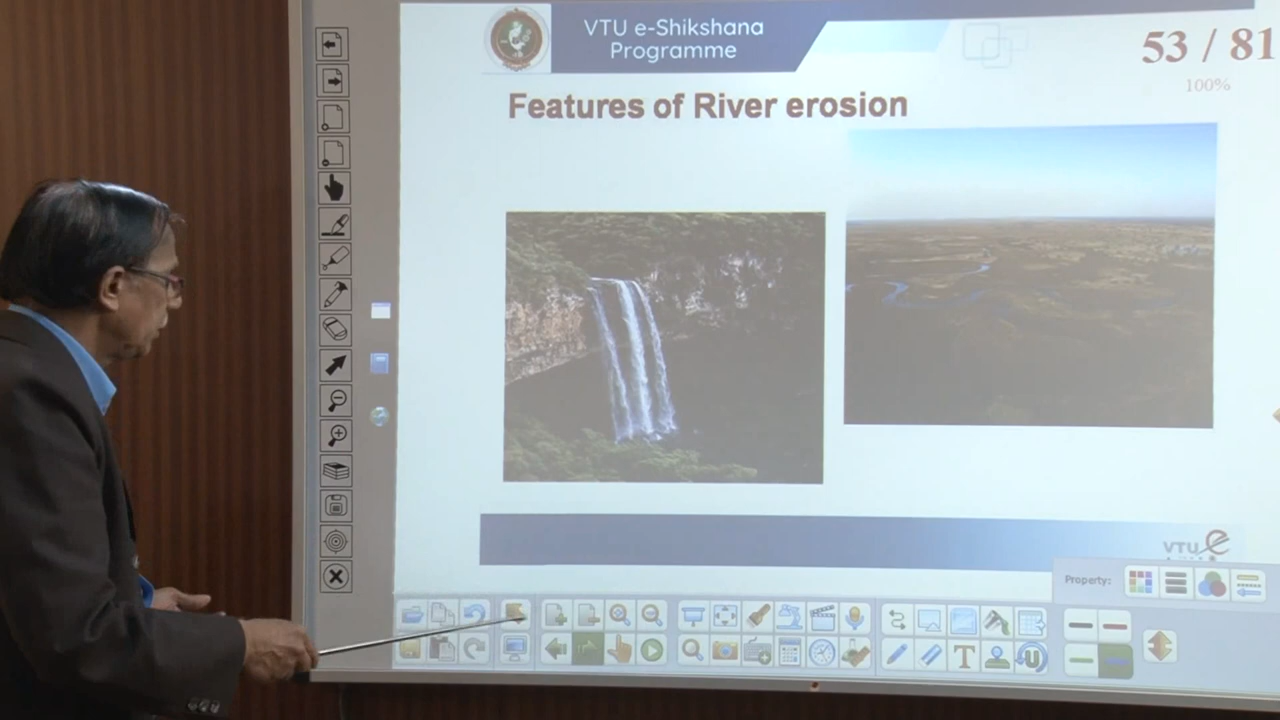 VTU e-Shikshana
Programme
53 / 81
100%
Features of River erosion
VTU e
Property:
T